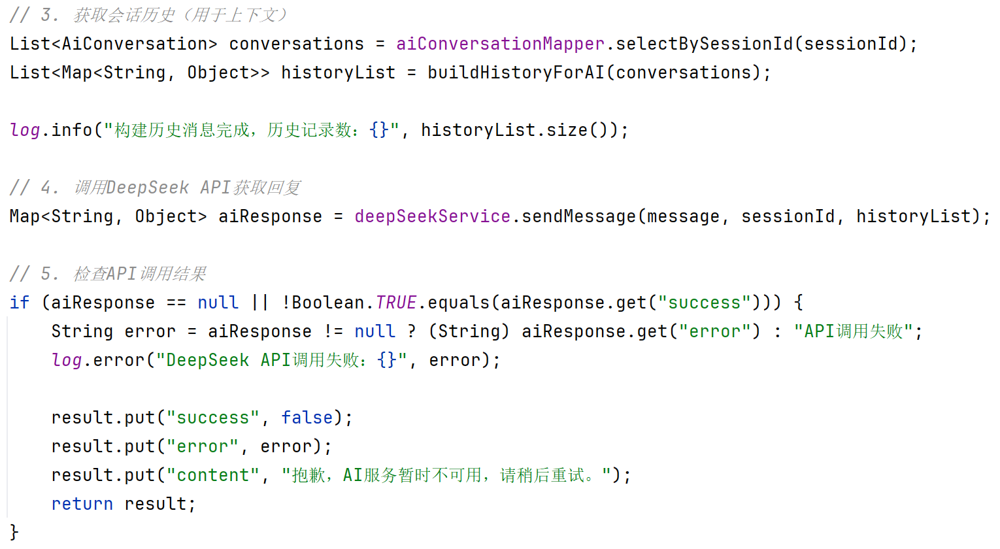 // 3. 获取会话历史（用于上下文）
List<AiConversation> conversations = aiConversationMapper.selectBySessionId(sessionId);
List<Map<String, Object>> historyList = buildHistoryForAI(conversations);
log.info("构建历史消息完成，历史记录数：{}", historyList.size());
// 4. 调用DeepSeek API获取回复
Map<String, Object> aiResponse = deepSeekService.sendMessage(message, sessionId, historyList);
// 5. 检查API调用结果
if (aiResponse == null || !Boolean.TRUE.equals(aiResponse.get("success"))) {
    String error = aiResponse != null ? (String) aiResponse.get("error") : "API调用失败";
    log.error("DeepSeek API调用失败：{}", error);
    result.put("success", false);
    result.put("error", error);
    result.put("content", "抱歉，AI服务暂时不可用，请稍后重试。");
    return result;
}